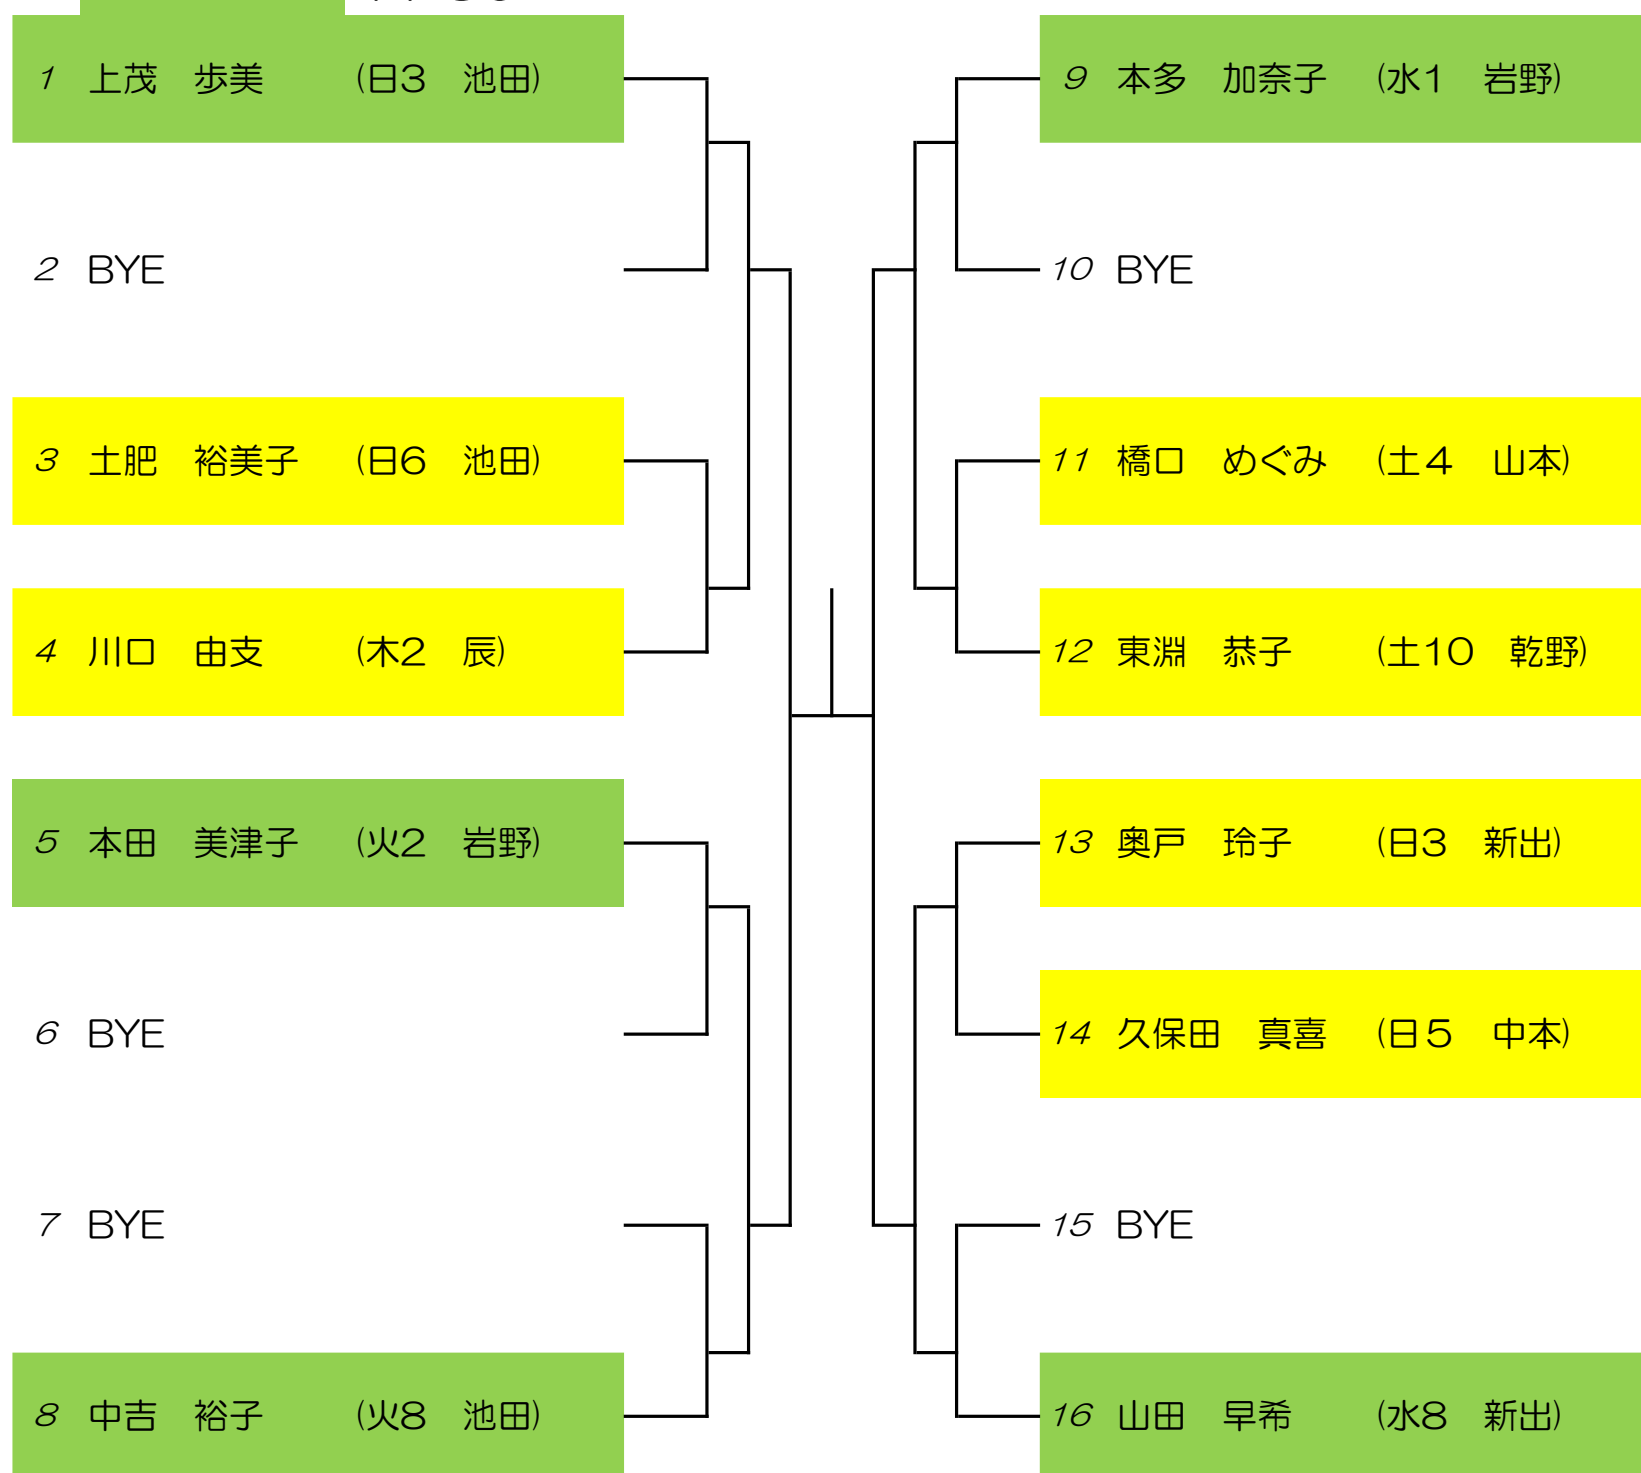 1 上茂　歩美　(日3　池田)
2 BYE
3 土肥　裕美子　(日6　池田)
4 川口　由支　(木2　辰)
5 本田　美津子　(火2　岩野)
6 BYE
7 BYE
8 中吉　裕子　(火8　池田)
9 本多　加奈子　(水1　岩野)
10 BYE
11 橋口　めぐみ　(土4　山本)
12 東淵　恭子　(土10　乾野)
13 奥戸　玲子　(日3　新出)
14 久保田　真喜　(日5　中本)
15 BYE
16 山田　早希　(水8　新出)